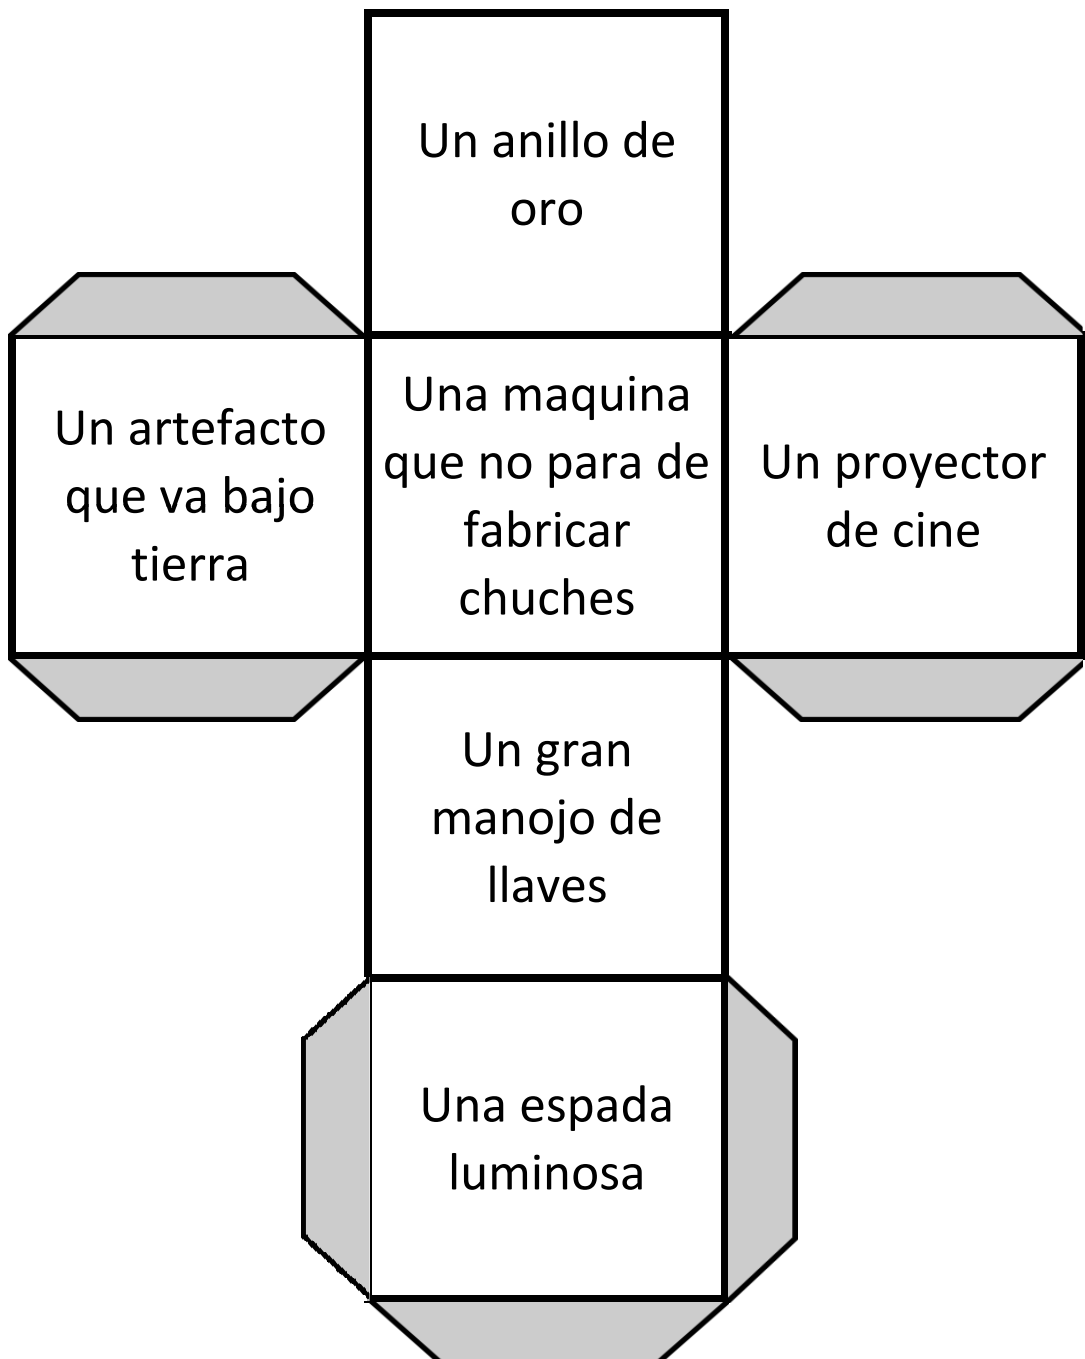 Un anillo de
oro
Un artefacto
que va bajo
tierra
Una maquina
que no para de
fabricar
chuches
Un proyector
de cine
Un gran
manojo de
llaves
Una espada
luminosa